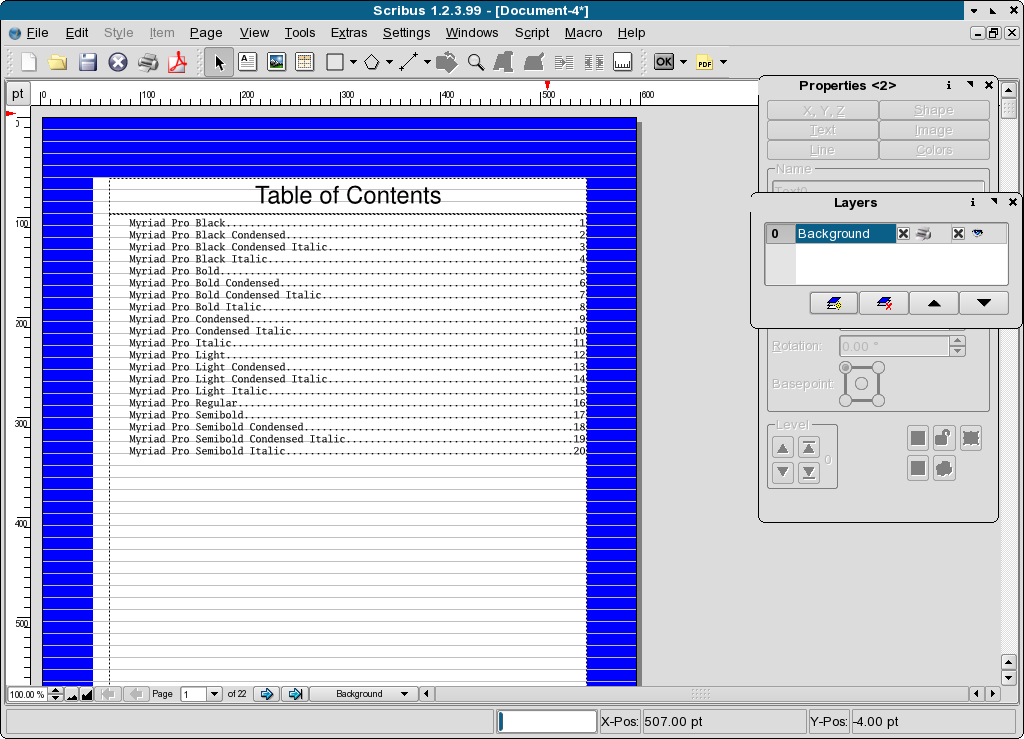 Scribus 1.2.3.99 - [Document-4*]
File Edit View Style Item Page View Tools Extras Settings Windows Script Macro Help
OK PDF
pt 0 100 200 300 400 500 600
Properties <2>
X, Y, Z Shape
Text Image
Line Colors
Name
Text0
Layers
0 Background
Rotation: 0.00 °
Basepoint:
Level
0
0
100
200
300
400
500
Table of Contents
Myriad Pro Black 1
Myriad Pro Black Condensed 2
Myriad Pro Black Condensed Italic 3
Myriad Pro Black Italic 4
Myriad Pro Bold 5
Myriad Pro Bold Condensed 6
Myriad Pro Bold Condensed Italic 7
Myriad Pro Bold Italic 8
Myriad Pro Condensed 9
Myriad Pro Condensed Italic 10
Myriad Pro Italic 11
Myriad Pro Light 12
Myriad Pro Light Condensed 13
Myriad Pro Light Condensed Italic 14
Myriad Pro Light Italic 15
Myriad Pro Regular 16
Myriad Pro Semibold 17
Myriad Pro Semibold Condensed 18
Myriad Pro Semibold Condensed Italic 19
Myriad Pro Semibold Italic 20
100.00 % Page 1 of 22 Background
X-Pos: 507.00 pt Y-Pos: -4.00 pt